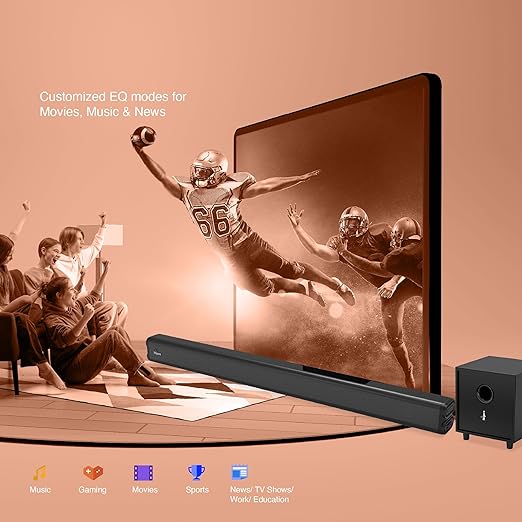 Customized EQ modes for
Movies, Music & News
66
Music
Gaming
Movies
Sports
News/ TV Shows/
Work/ Education